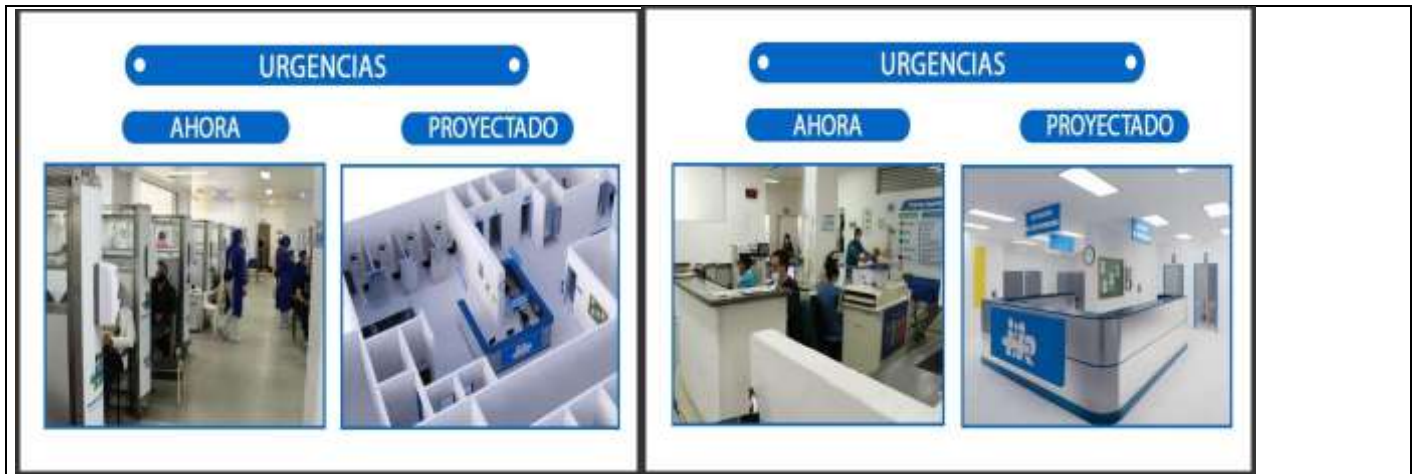 URGENCIAS
AHORA
PROYECTADO
URGENCIAS
AHORA
PROYECTADO